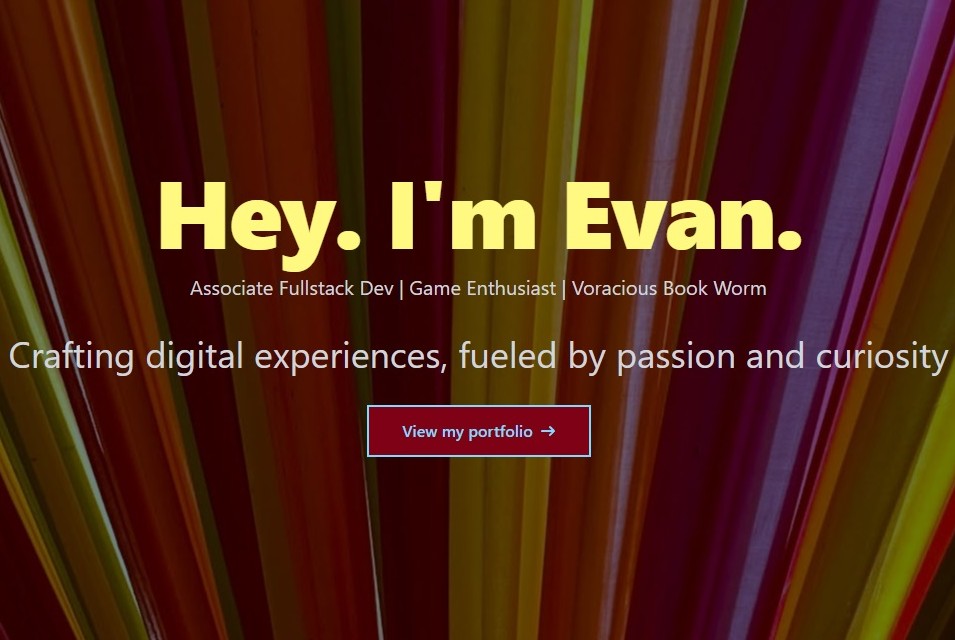 Hey. I'm Evan.
Associate Fullstack Dev | Game Enthusiast | Voracious Book Worm
Crafting digital experiences, fueled by passion and curiosity
View my portfolio →